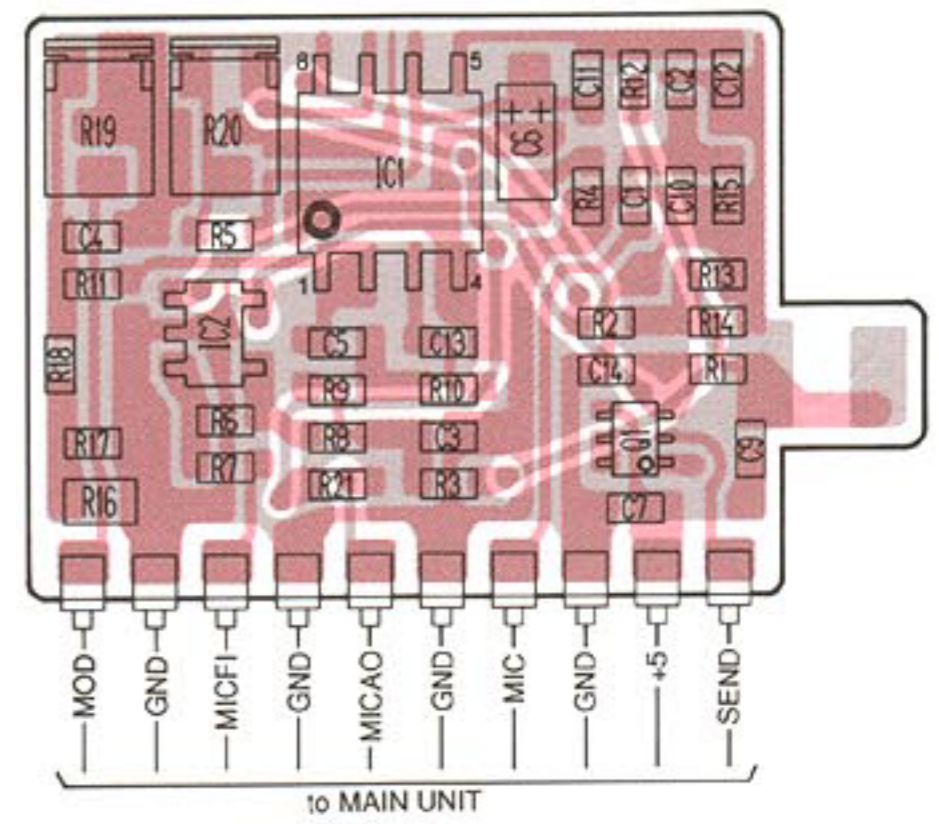 8 5
C11 R12 C2 C12
R19 R20 + + C6
IC1
R4 C1 C10 R15
C4 R5
R11 1 4 R13
IC2 R2 R14
R18 C5 C13
C14 R1
R9 R10
R6
R17 R8 C3 Q1 C9
R7
R16 R21 R3
C7
MOD GND MICFI GND MICAO GND MIC GND +5 SEND
to MAIN UNIT